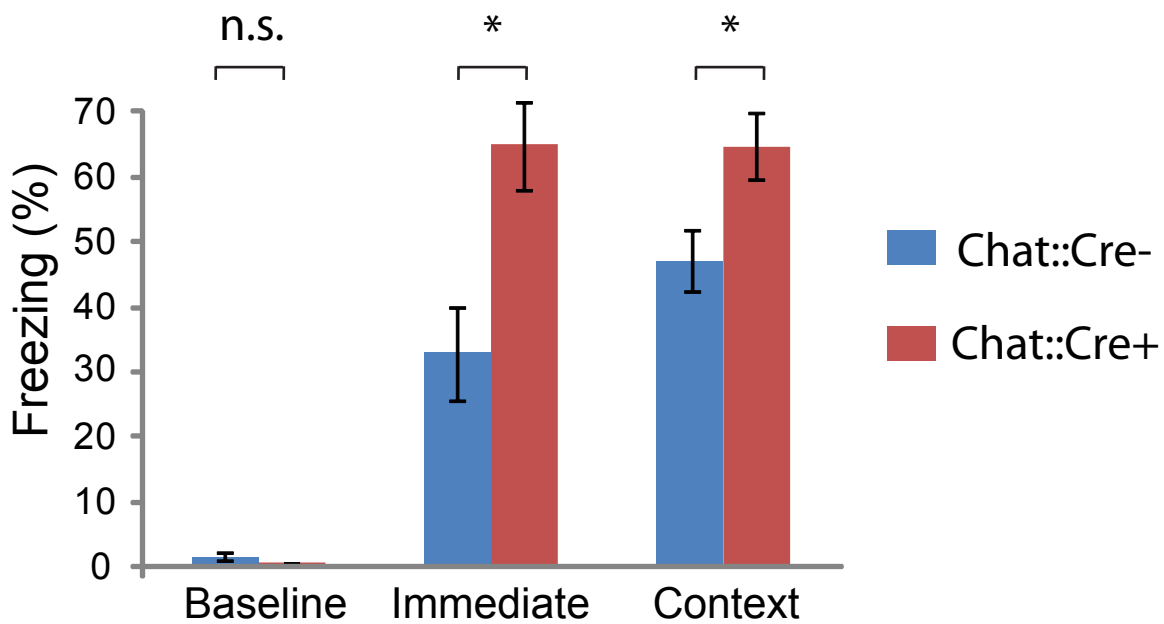 n.s. * *
Freezing (%)
70
60
50
40
30
20
10
0
Baseline Immediate Context
Chat::Cre-
Chat::Cre+